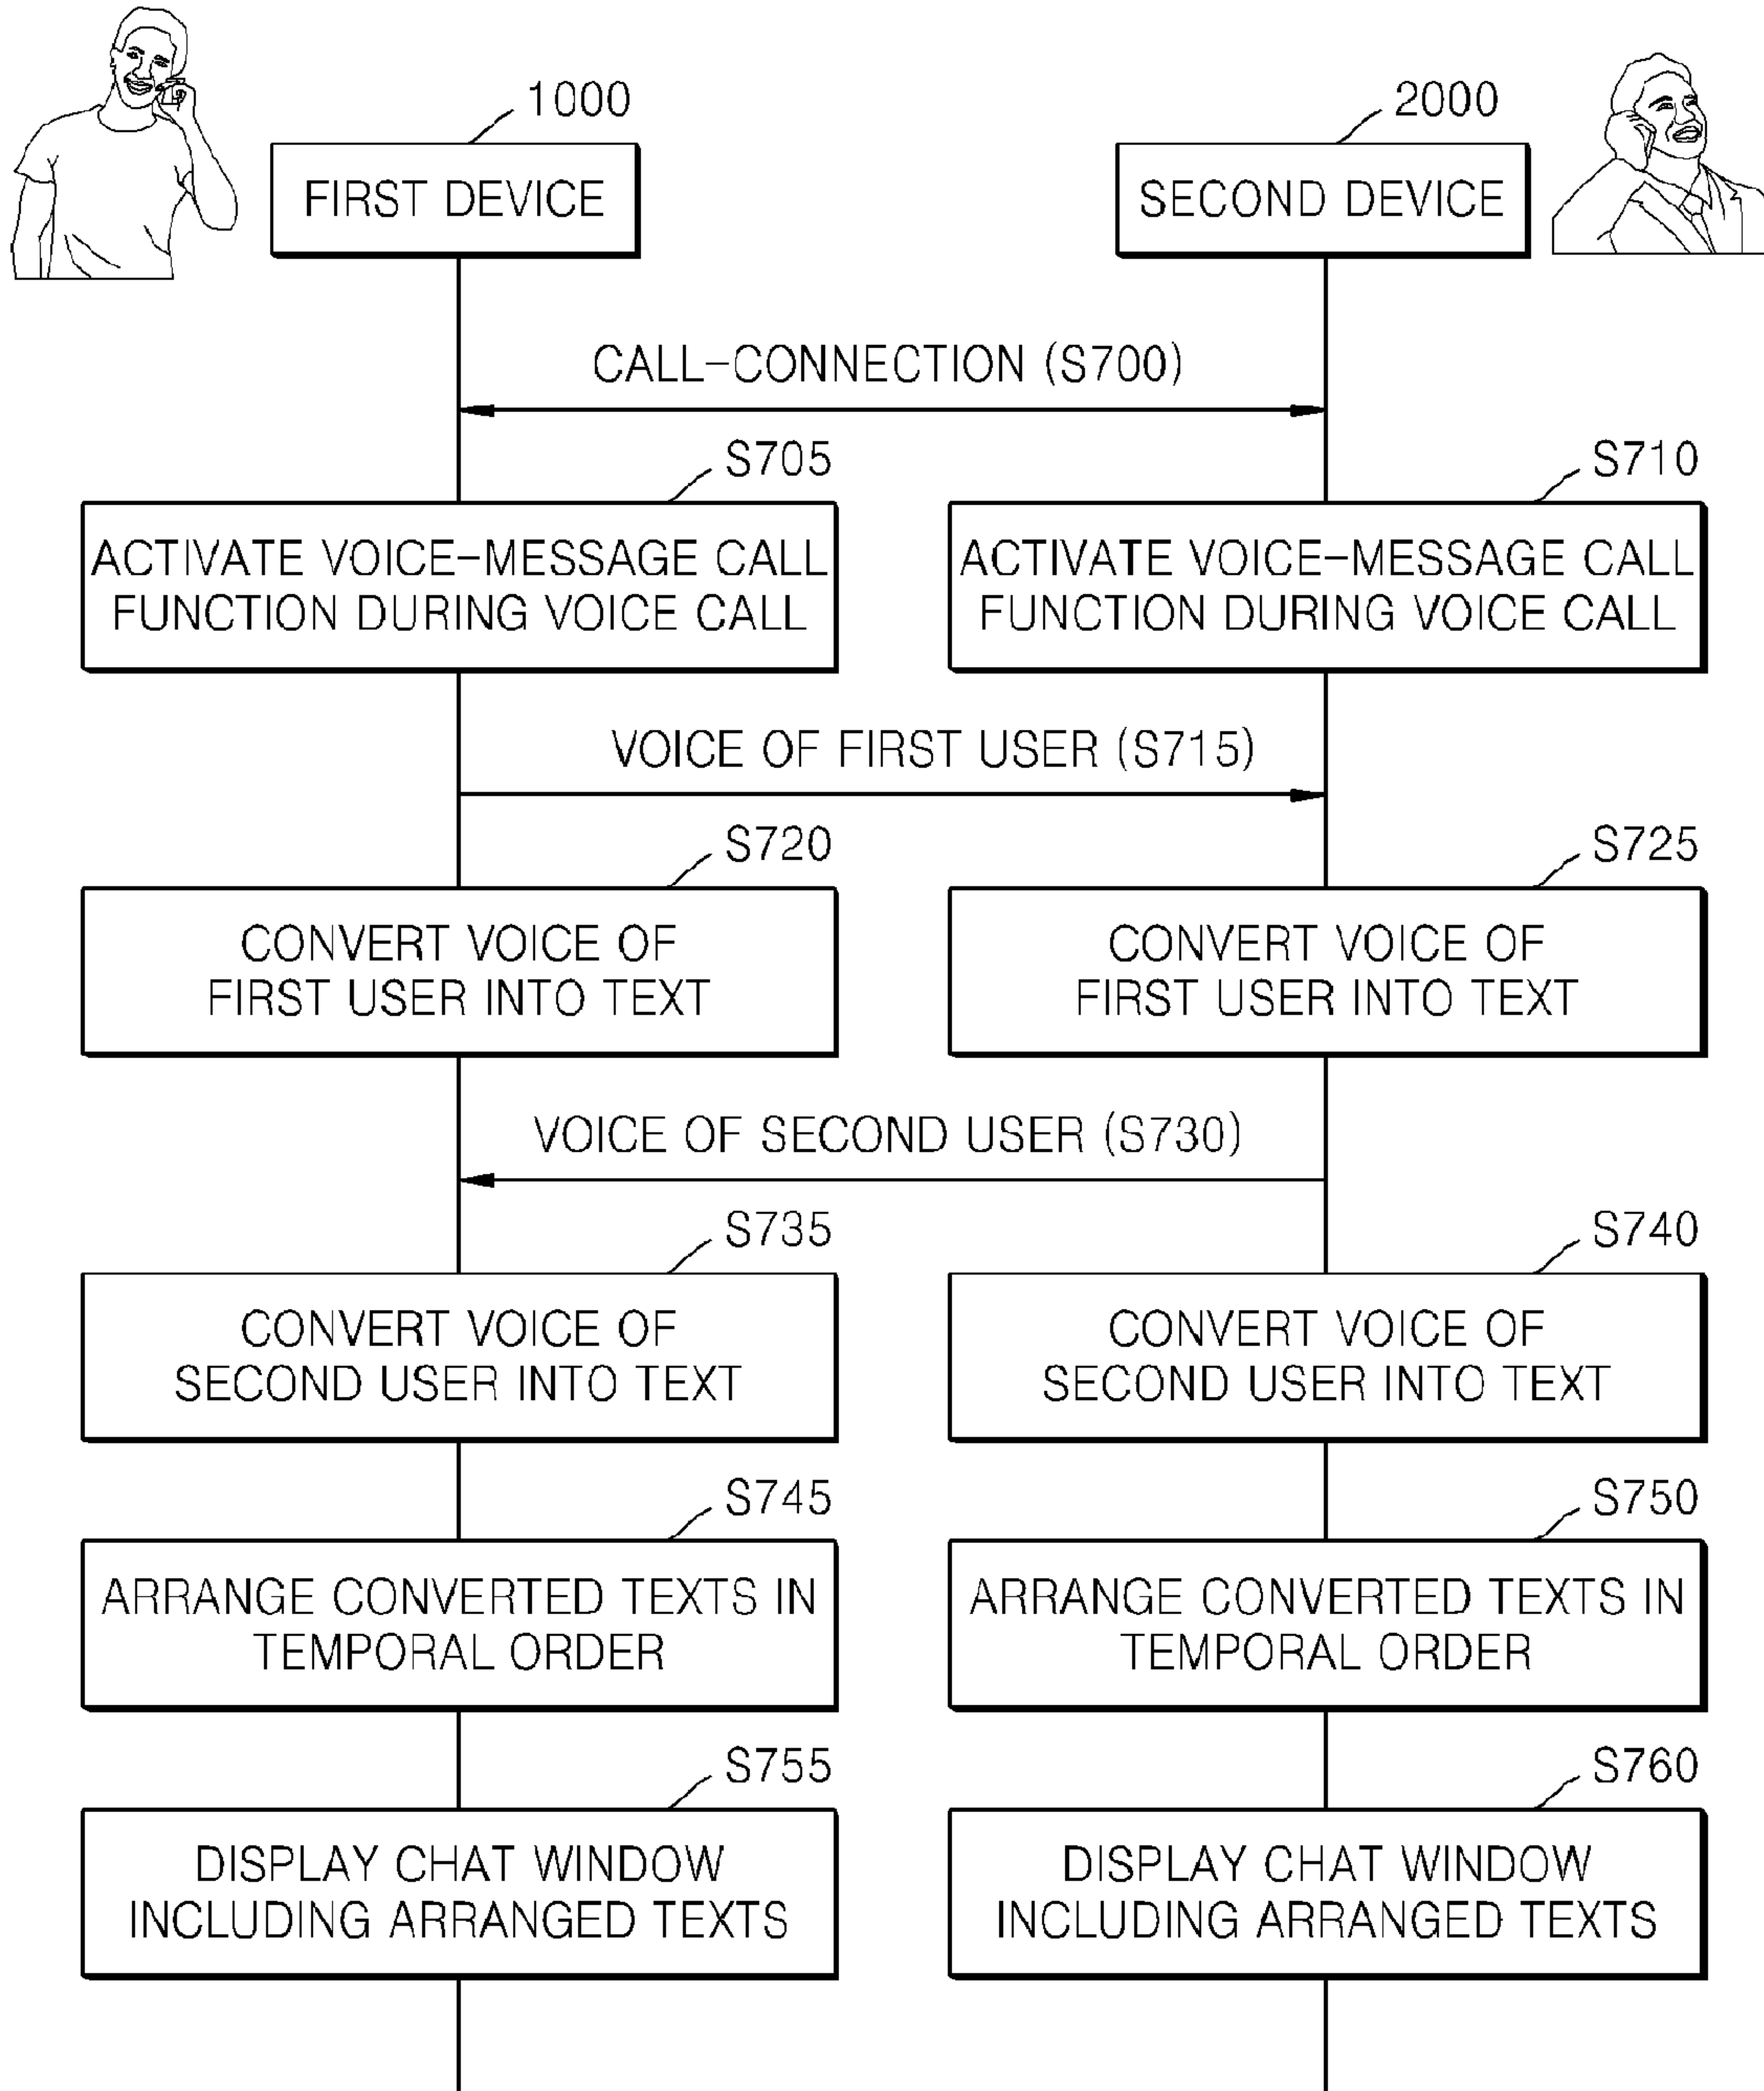 1000
2000
FIRST DEVICE
SECOND DEVICE
CALL-CONNECTION (S700)
S705
S710
ACTIVATE VOICE-MESSAGE CALL
FUNCTION DURING VOICE CALL
ACTIVATE VOICE-MESSAGE CALL
FUNCTION DURING VOICE CALL
VOICE OF FIRST USER (S715)
S720
S725
CONVERT VOICE OF
FIRST USER INTO TEXT
CONVERT VOICE OF
FIRST USER INTO TEXT
VOICE OF SECOND USER (S730)
S735
S740
CONVERT VOICE OF
SECOND USER INTO TEXT
CONVERT VOICE OF
SECOND USER INTO TEXT
S745
S750
ARRANGE CONVERTED TEXTS IN
TEMPORAL ORDER
ARRANGE CONVERTED TEXTS IN
TEMPORAL ORDER
S755
S760
DISPLAY CHAT WINDOW
INCLUDING ARRANGED TEXTS
DISPLAY CHAT WINDOW
INCLUDING ARRANGED TEXTS